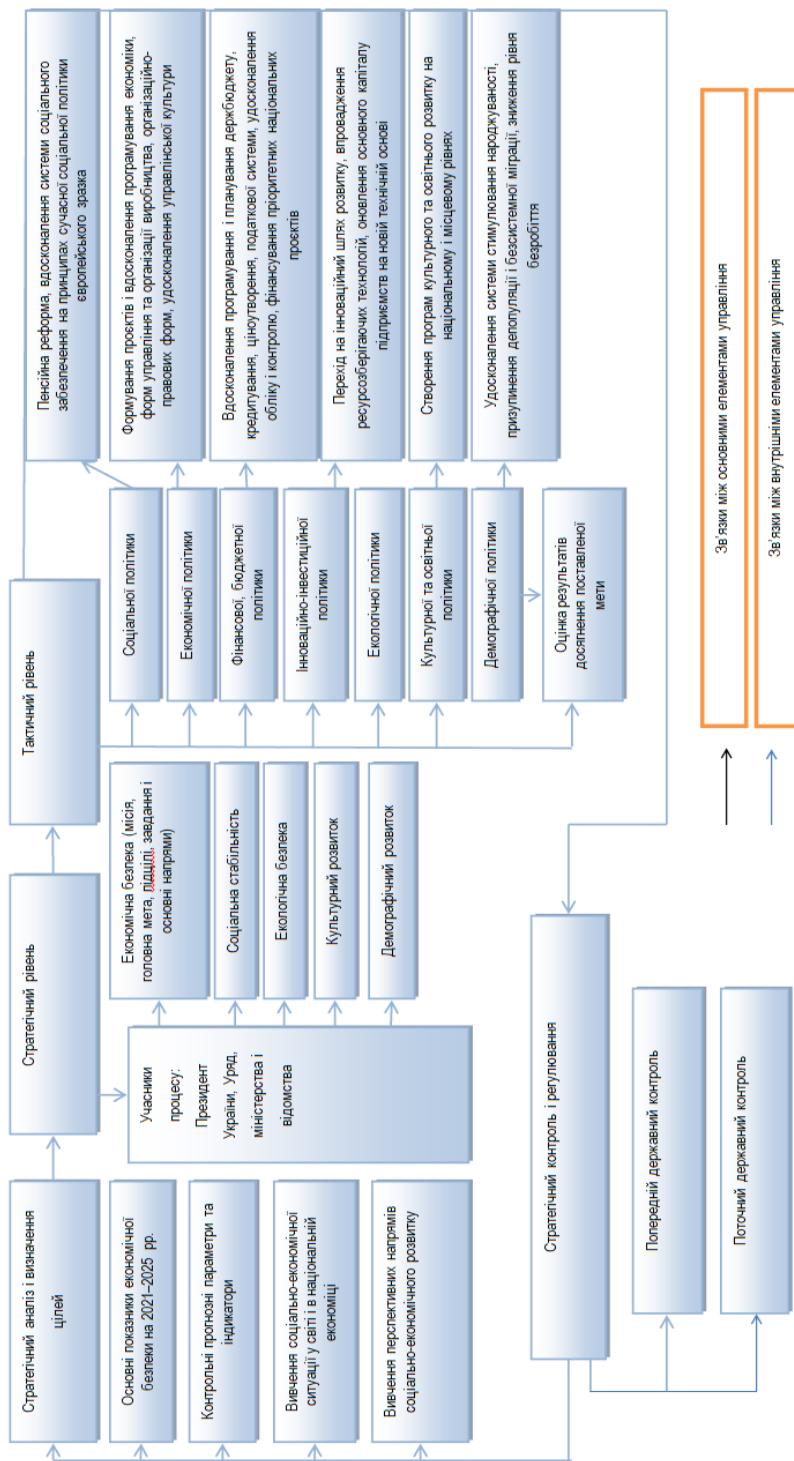 Стратегічний аналіз і визначення
цілей
Основні показники економічної
безпеки на 2021–2025 рр.
Контрольні прогнозні параметри та
індикатори
Вивчення соціально-економічної
ситуації у світі і в національній
економіці
Вивчення перспективних напрямів
соціально-економічного розвитку
Стратегічний рівень
Учасники
процесу:
Президент
України, Уряд,
міністерства і
відомства
Економічна безпека (місія,
головна мета, підцілі, завдання і
основні напрями)
Соціальна стабільність
Екологічна безпека
Культурний розвиток
Демографічний розвиток
Тактичний рівень
Соціальної політики
Економічної політики
Фінансової, бюджетної
політики
Інноваційно-інвестиційної
політики
Екологічної політики
Культурної та освітньої
політики
Демографічної політики
Оцінка результатів
досягнення поставленої
мети
Пенсійна реформа, вдосконалення системи соціального
забезпечення на принципах сучасної соціальної політики
європейського зразка
Формування проєктів і вдосконалення програмування економіки,
форм управління та організації виробництва, організаційно-
правових форм, удосконалення управлінської культури
Вдосконалення програмування і планування держбюджету,
кредитування, ціноутворення, податкової системи, удосконалення
обліку і контролю, фінансування пріоритетних національних
проєктів
Перехід на інноваційний шлях розвитку, впровадження
ресурсозберігаючих технологій, оновлення основного капіталу
підприємств на новій технічній основі
Створення програм культурного та освітнього розвитку на
національному і місцевому рівнях
Удосконалення системи стимулювання народжуваності,
призупинення депопуляції і безсистемної міграції, зниження рівня
безробіття
Стратегічний контроль і регулювання
Попередній державний контроль
Поточний державний контроль
Зв'язки між основними елементами управління
Зв'язки між внутрішніми елементами управління